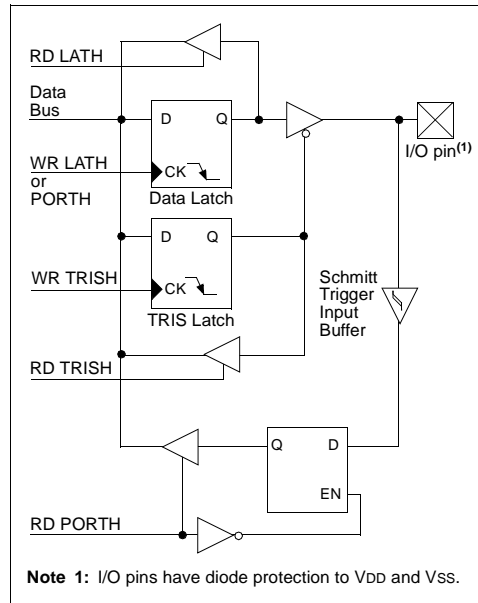 RD LATH
Data
Bus
D Q
I/O pin(1)
WR LATH
or
PORTH
CK
Data Latch
D Q
WR TRISH
CK
TRIS Latch
Schmitt
Trigger
Input
Buffer
RD TRISH
Q D
EN
RD PORTH
Note 1: I/O pins have diode protection to VDD and VSS.